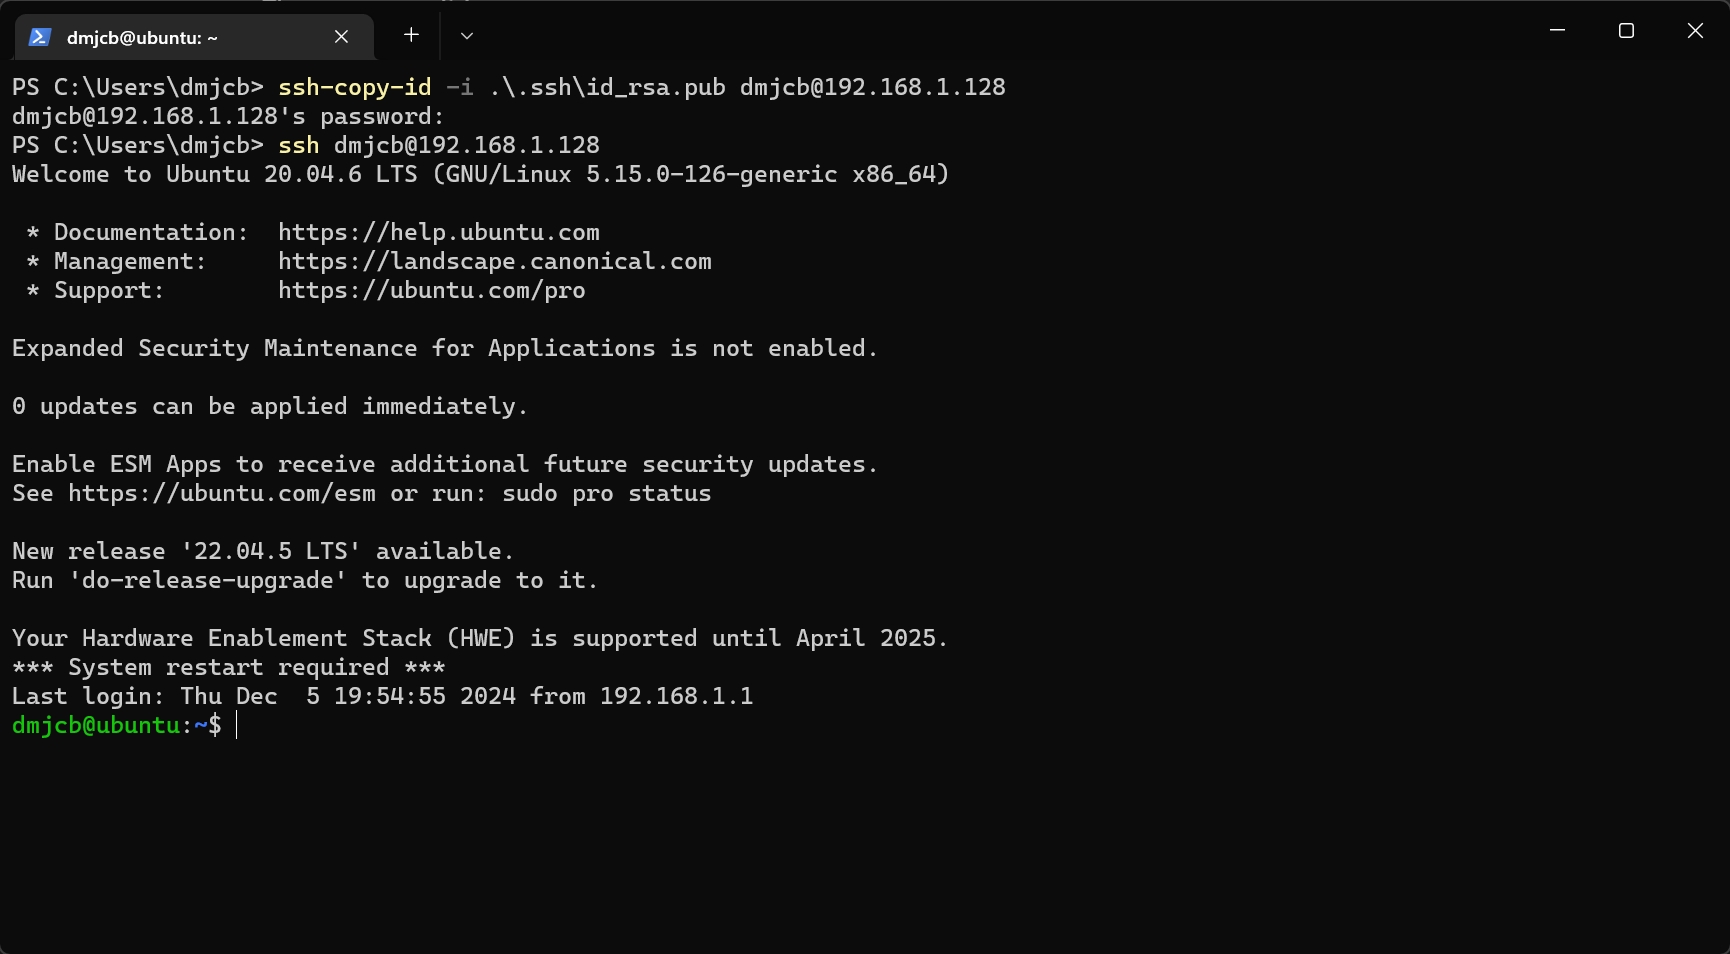 dmjcb@ubuntu: ~
PS C:\Users\dmjcb> ssh-copy-id -i .\.ssh\id_rsa.pub dmjcb@192.168.1.128
dmjcb@192.168.1.128's password:
PS C:\Users\dmjcb> ssh dmjcb@192.168.1.128
Welcome to Ubuntu 20.04.6 LTS (GNU/Linux 5.15.0-126-generic x86_64)
 * Documentation:  https://help.ubuntu.com
 * Management:     https://landscape.canonical.com
 * Support:        https://ubuntu.com/pro
Expanded Security Maintenance for Applications is not enabled.
0 updates can be applied immediately.
Enable ESM Apps to receive additional future security updates.
See https://ubuntu.com/esm or run: sudo pro status
New release '22.04.5 LTS' available.
Run 'do-release-upgrade' to upgrade to it.
Your Hardware Enablement Stack (HWE) is supported until April 2025.
*** System restart required ***
Last login: Thu Dec  5 19:54:55 2024 from 192.168.1.1
dmjcb@ubuntu:~$